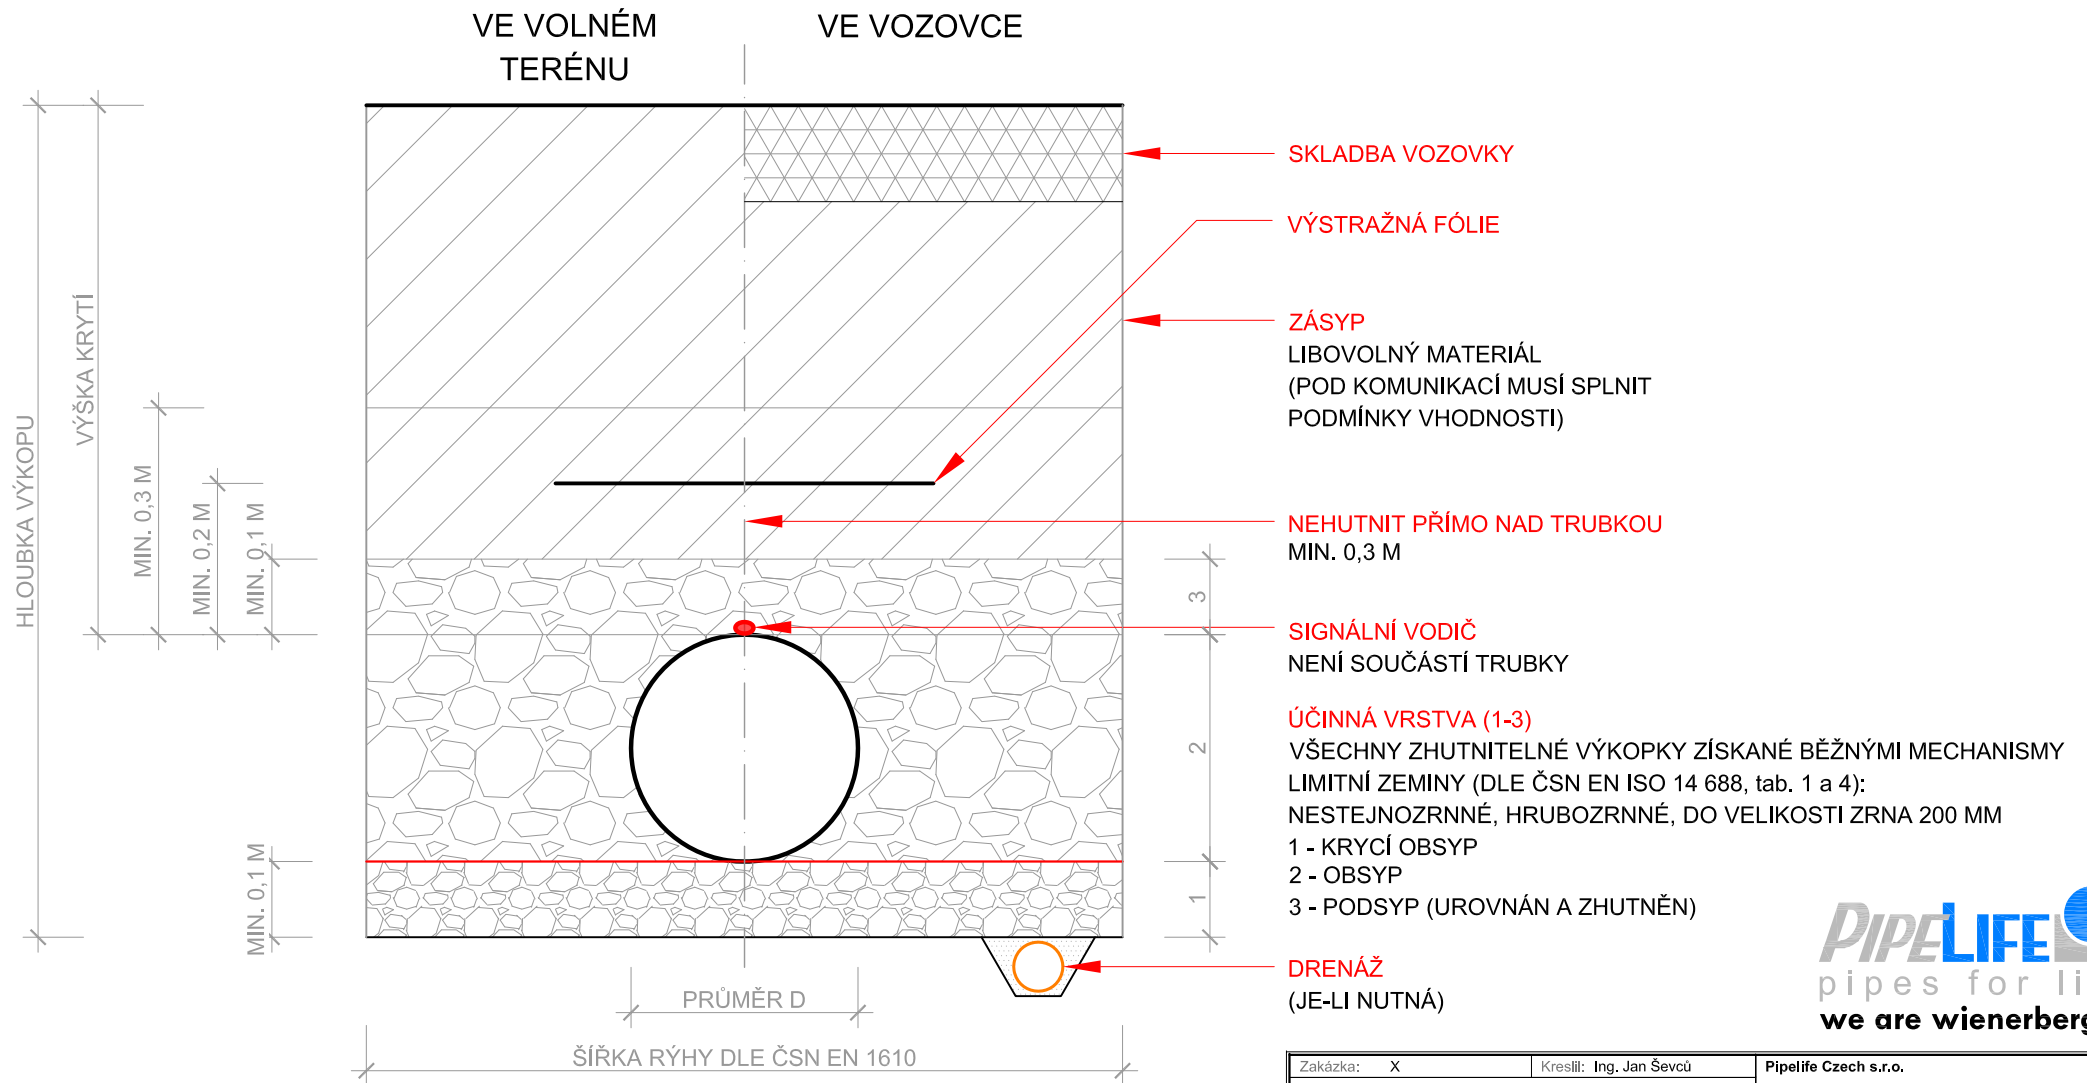 VE VOLNÉM
TERÉNU
VE VOZOVCE
HLOUBKA VÝKOPU
VÝŠKA KRYTÍ
MIN. 0,3 M
MIN. 0,2 M
MIN. 0,1 M
MIN. 0,1 M
3
2
1
SKLADBA VOZOVKY
VÝSTRAŽNÁ FÓLIE
ZÁSYP
LIBOVOLNÝ MATERIÁL
(POD KOMUNIKACÍ MUSÍ SPLNIT
PODMÍNKY VHODNOSTI)
NEHUTNIT PŘÍMO NAD TRUBKOU
MIN. 0,3 M
SIGNÁLNÍ VODIČ
NENÍ SOUČÁSTÍ TRUBKY
ÚČINNÁ VRSTVA (1-3)
VŠECHNY ZHUTNITELNÉ VÝKOPKY ZÍSKANÉ BĚŽNÝMI MECHANISMY
LIMITNÍ ZEMINY (DLE ČSN EN ISO 14 688, tab. 1 a 4):
NESTEJNOZRNNÉ, HRUBOZRNNÉ, DO VELIKOSTI ZRNA 200 MM
1 - KRYCÍ OBSYP
2 - OBSYP
3 - PODSYP (UROVNÁN A ZHUTNĚN)
DRENÁŽ
(JE-LI NUTNÁ)
PRŮMĚR D
ŠÍŘKA RÝHY DLE ČSN EN 1610
PIPELIFE
pipes for li
we are wienerberg
Zakázka: X
Kreslil: Ing. Jan Ševců
Pipelife Czech s.r.o.